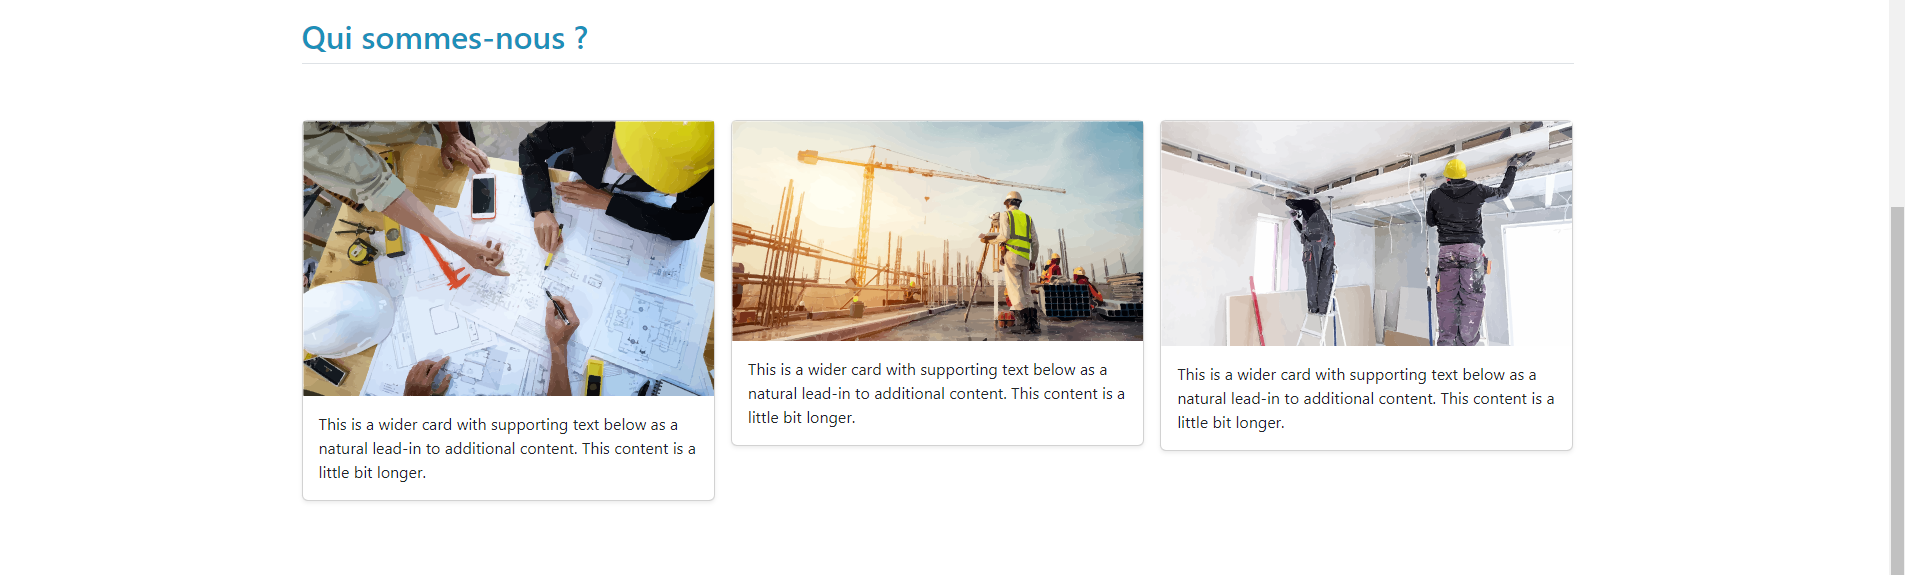 Qui sommes-nous ?
This is a wider card with supporting text below as a
natural lead-in to additional content. This content is a
little bit longer.
This is a wider card with supporting text below as a
natural lead-in to additional content. This content is a
little bit longer.
This is a wider card with supporting text below as a
natural lead-in to additional content. This content is a
little bit longer.